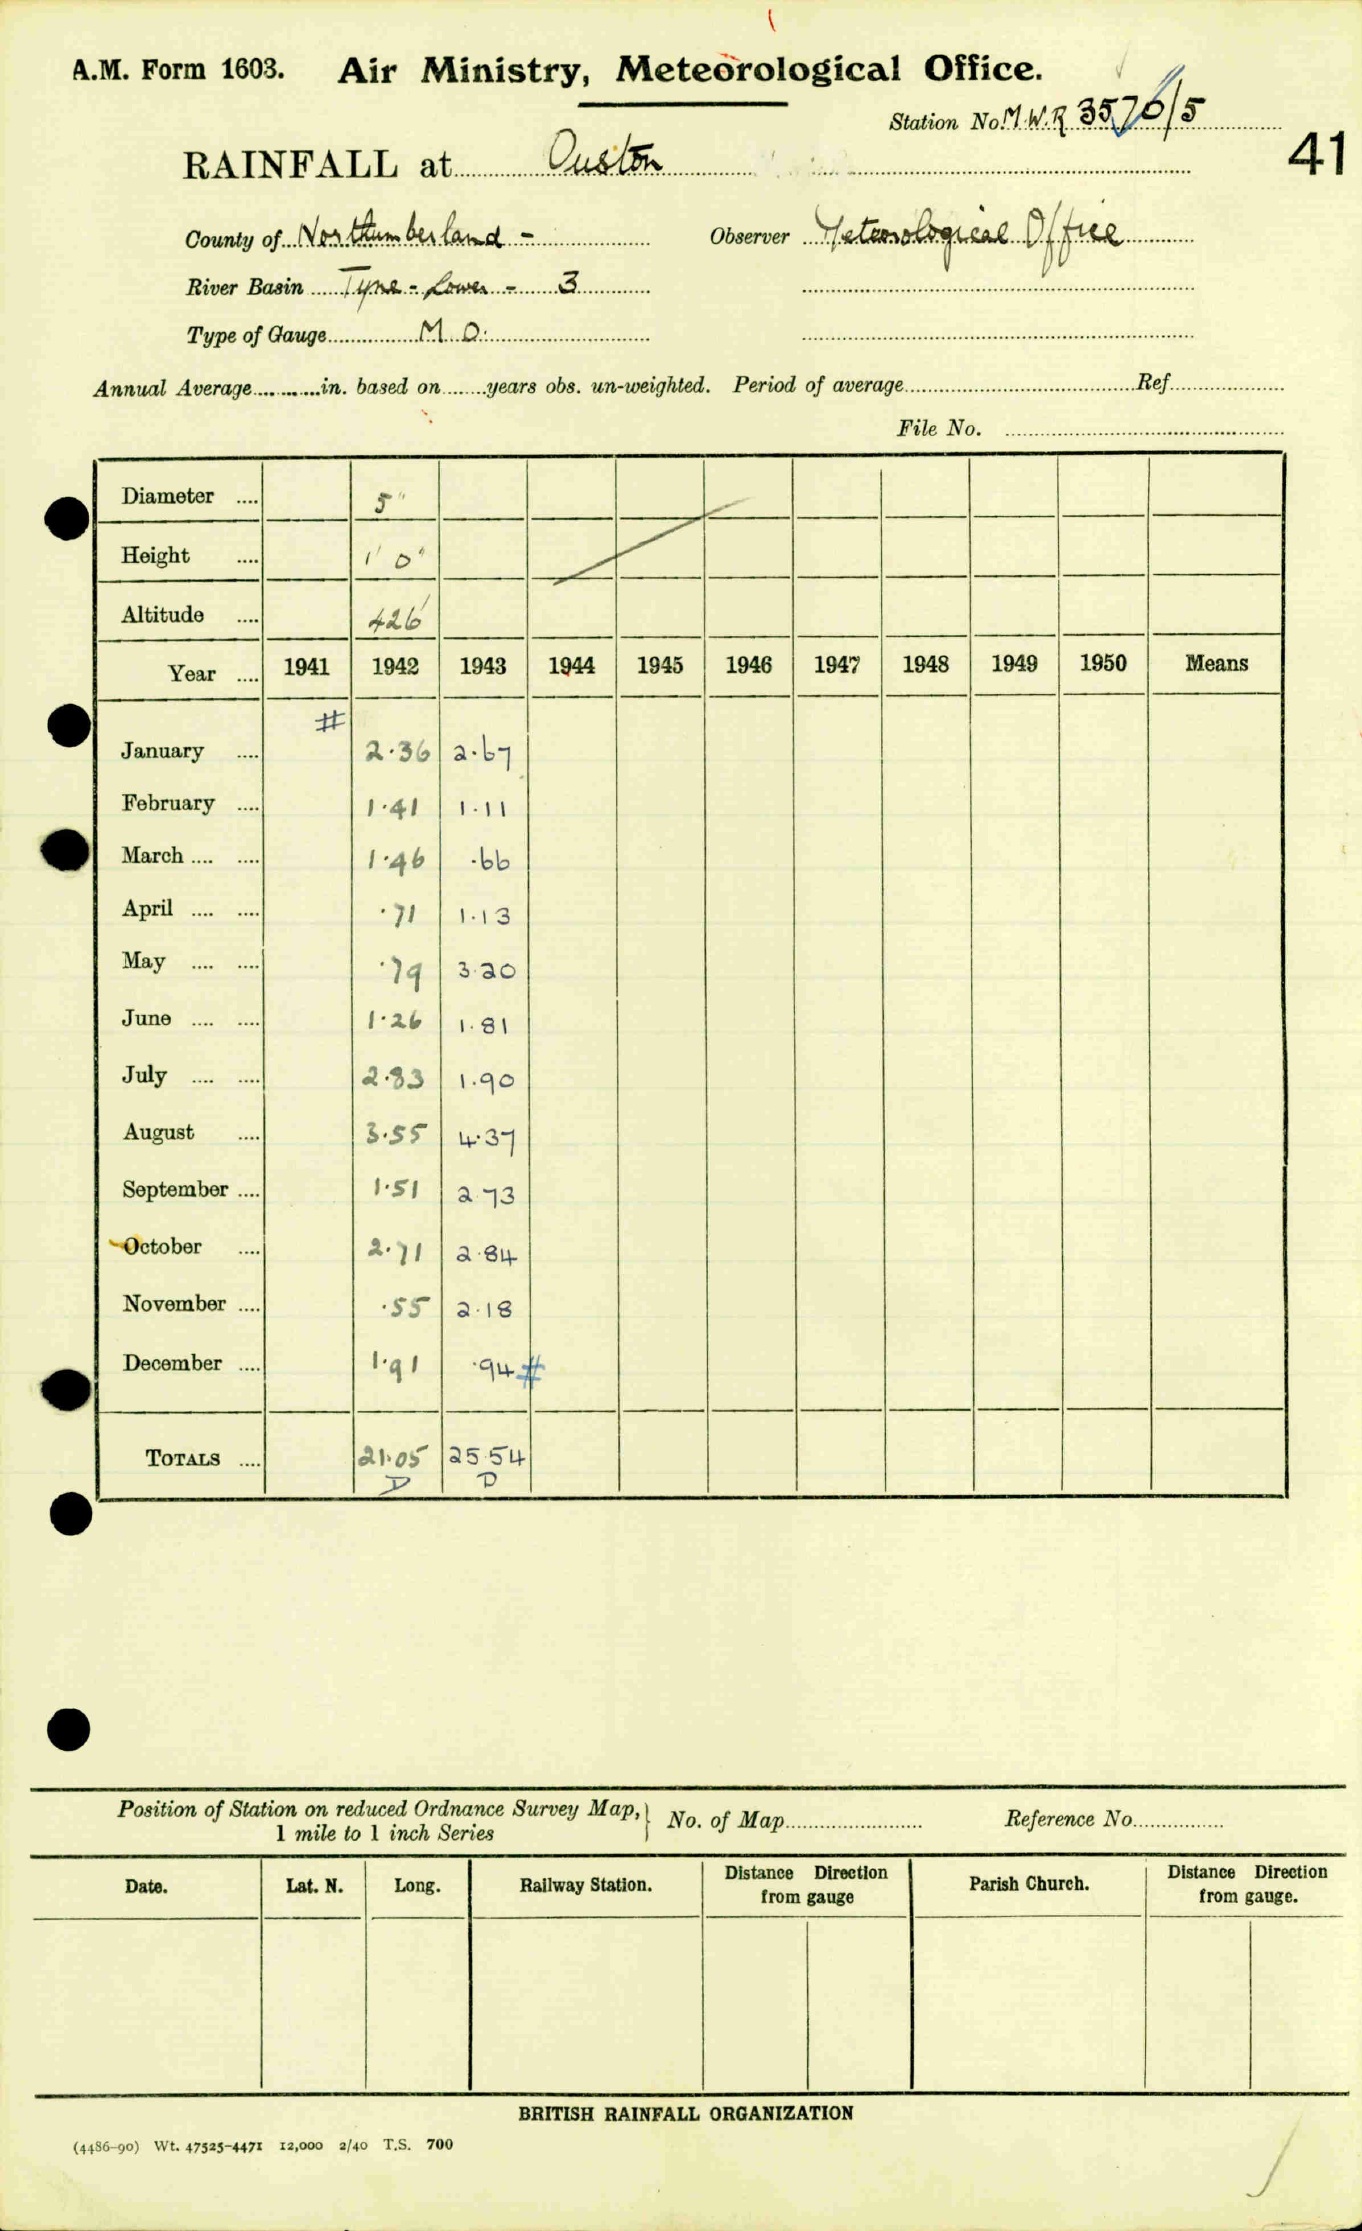 A.M. Form 1603. Air Ministry, Meteorological Office.
Station No. M.W.R 3570/5
41
RAINFALL at Ouston
County of Northumberland - Observer Meteorological Office
River Basin Tyne - Lower - 3
Type of Gauge M.O.
Annual Average in. based on years obs. un-weighted. Period of average Ref
File No.
Diameter .... 5"
Height .... 1' 0"
Altitude .... 426'
Year .... 1941 1942 1943 1944 1945 1946 1947 1948 1949 1950 Means
#
January .... 2.36 2.67
February .... 1.41 1.11
March .... .... 1.46 .66
April .... .... .71 1.13
May .... .... .79 3.20
June .... .... 1.26 1.81
July .... .... 2.83 1.90
August .... 3.55 4.37
September .... 1.51 2.73
October .... 2.71 2.84
November .... .55 2.18
December .... 1.91 .94 #
TOTALS .... 21.05 25.54
D D
Position of Station on reduced Ordnance Survey Map, } No. of Map Reference No.
1 mile to 1 inch Series
Date. Lat. N. Long. Railway Station. Distance Direction from gauge Parish Church. Distance Direction from gauge.
BRITISH RAINFALL ORGANIZATION
(4486-90) Wt. 47525-4471 12,000 2/40 T.S. 700